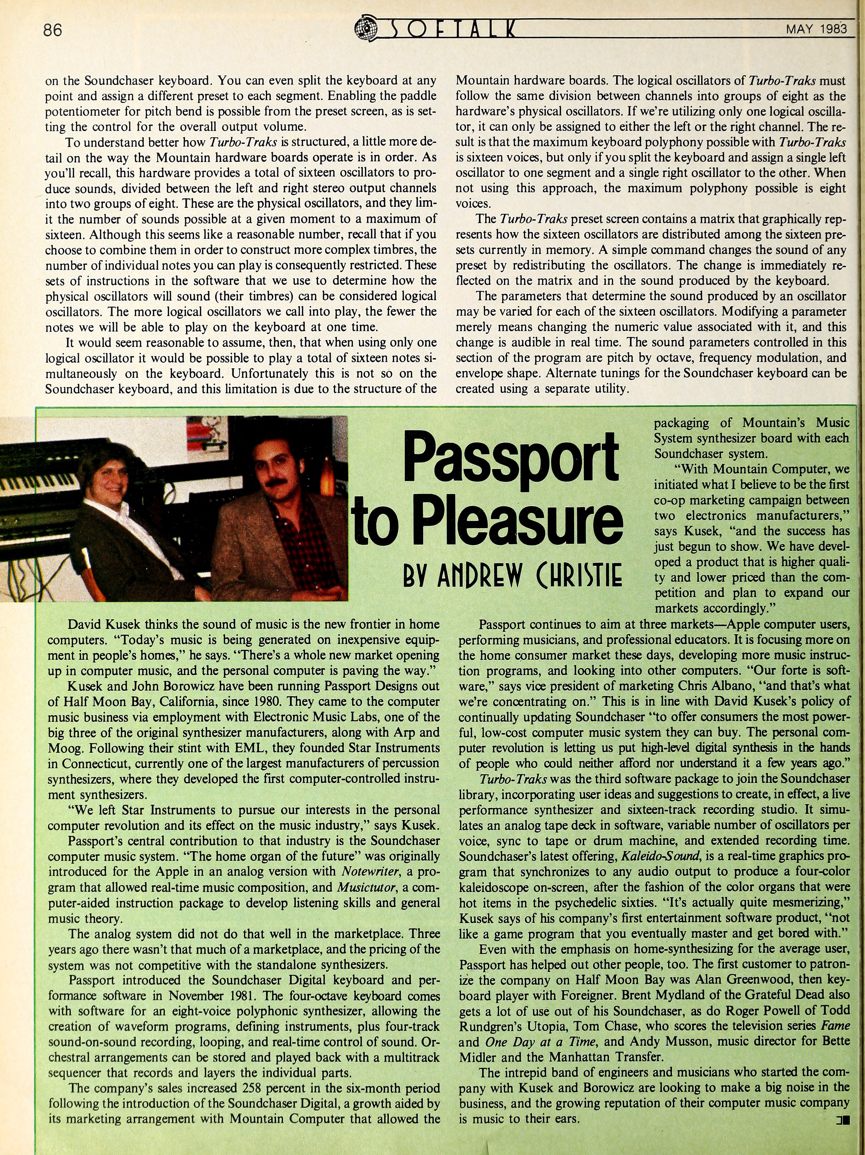 86
SOFTALK
MAY 1983
on the Soundchaser keyboard. You can even split the keyboard at any
point and assign a different preset to each segment. Enabling the paddle
potentiometer for pitch bend is possible from the preset screen, as is set-
ting the control for the overall output volume.
To understand better how Turbo-Traks is structured, a little more de-
tail on the way the Mountain hardware boards operate is in order. As
you'll recall, this hardware provides a total of sixteen oscillators to pro-
duce sounds, divided between the left and right stereo output channels
into two groups of eight. These are the physical oscillators, and they lim-
it the number of sounds possible at a given moment to a maximum of
sixteen. Although this seems like a reasonable number, recall that if you
choose to combine them in order to construct more complex timbres, the
number of individual notes you can play is consequently restricted. These
sets of instructions in the software that we use to determine how the
physical oscillators will sound (their timbres) can be considered logical
oscillators. The more logical oscillators we call into play, the fewer the
notes we will be able to play on the keyboard at one time.
It would seem reasonable to assume, then, that when using only one
logical oscillator it would be possible to play a total of sixteen notes si-
multaneously on the keyboard. Unfortunately this is not so on the
Soundchaser keyboard, and this limitation is due to the structure of the
Mountain hardware boards. The logical oscillators of Turbo-Traks must
follow the same division between channels into groups of eight as the
hardware's physical oscillators. If we're utilizing only one logical oscilla-
tor, it can only be assigned to either the left or the right channel. The re-
sult is that the maximum keyboard polyphony possible with Turbo-Traks
is sixteen voices, but only if you split the keyboard and assign a single left
oscillator to one segment and a single right oscillator to the other. When
not using this approach, the maximum polyphony possible is eight
voices.
The Turbo-Traks preset screen contains a matrix that graphically rep-
resents how the sixteen oscillators are distributed among the sixteen pre-
sets currently in memory. A simple command changes the sound of any
preset by redistributing the oscillators. The change is immediately re-
flected on the matrix and in the sound produced by the keyboard.
The parameters that determine the sound produced by an oscillator
may be varied for each of the sixteen oscillators. Modifying a parameter
merely means changing the numeric value associated with it, and this
change is audible in real time. The sound parameters controlled in this
section of the program are pitch by octave, frequency modulation, and
envelope shape. Alternate tunings for the Soundchaser keyboard can be
created using a separate utility.
Passport
to Pleasure
BY ANDREW CHRISTIE
David Kusek thinks the sound of music is the new frontier in home
computers. "Today's music is being generated on inexpensive equip-
ment in people's homes," he says. "There's a whole new market opening
up in computer music, and the personal computer is paving the way."
Kusek and John Borowicz have been running Passport Designs out
of Half Moon Bay, California, since 1980. They came to the computer
music business via employment with Electronic Music Labs, one of the
big three of the original synthesizer manufacturers, along with Arp and
Moog. Following their stint with EML, they founded Star Instruments
in Connecticut, currently one of the largest manufacturers of percussion
synthesizers, where they developed the first computer-controlled instru-
ment synthesizers.
"We left Star Instruments to pursue our interests in the personal
computer revolution and its effect on the music industry," says Kusek.
Passport's central contribution to that industry is the Soundchaser
computer music system. "The home organ of the future" was originally
introduced for the Apple in an analog version with Notewriter, a pro-
gram that allowed real-time music composition, and Musictutor, a com-
puter-aided instruction package to develop listening skills and general
music theory.
The analog system did not do that well in the marketplace. Three
years ago there wasn't that much of a marketplace, and the pricing of the
system was not competitive with the standalone synthesizers.
Passport introduced the Soundchaser Digital keyboard and per-
formance software in November 1981. The four-octave keyboard comes
with software for an eight-voice polyphonic synthesizer, allowing the
creation of waveform programs, defining instruments, plus four-track
sound-on-sound recording, looping, and real-time control of sound. Or-
chestral arrangements can be stored and played back with a multitrack
sequencer that records and layers the individual parts.
The company's sales increased 258 percent in the six-month period
following the introduction of the Soundchaser Digital, a growth aided by
its marketing arrangement with Mountain Computer that allowed the
packaging of Mountain's Music
System synthesizer board with each
Soundchaser system.
"With Mountain Computer, we
initiated what I believe to be the first
co-op marketing campaign between
two electronics manufacturers,"
says Kusek, "and the success has
just begun to show. We have devel-
oped a product that is higher quali-
ty and lower priced than the com-
petition and plan to expand our
markets accordingly."
Passport continues to aim at three markets—Apple computer users,
performing musicians, and professional educators. It is focusing more on
the home consumer market these days, developing more music instruc-
tion programs, and looking into other computers. "Our forte is soft-
ware," says vice president of marketing Chris Albano, "and that's what
we're concentrating on." This is in line with David Kusek's policy of
continually updating Soundchaser "to offer consumers the most power-
ful, low-cost computer music system they can buy. The personal com-
puter revolution is letting us put high-level digital synthesis in the hands
of people who could neither afford nor understand it a few years ago."
Turbo-Traks was the third software package to join the Soundchaser
library, incorporating user ideas and suggestions to create, in effect, a live
performance synthesizer and sixteen-track recording studio. It simu-
lates an analog tape deck in software, variable number of oscillators per
voice, sync to tape or drum machine, and extended recording time.
Soundchaser's latest offering, Kaleido-Sound, is a real-time graphics pro-
gram that synchronizes to any audio output to produce a four-color
kaleidoscope on-screen, after the fashion of the color organs that were
hot items in the psychedelic sixties. "It's actually quite mesmerizing,"
Kusek says of his company's first entertainment software product, "not
like a game program that you eventually master and get bored with."
Even with the emphasis on home-synthesizing for the average user,
Passport has helped out other people, too. The first customer to patron-
ize the company on Half Moon Bay was Alan Greenwood, then key-
board player with Foreigner. Brent Mydland of the Grateful Dead also
gets a lot of use out of his Soundchaser, as do Roger Powell of Todd
Rundgren's Utopia, Tom Chase, who scores the television series Fame
and One Day at a Time, and Andy Musson, music director for Bette
Midler and the Manhattan Transfer.
The intrepid band of engineers and musicians who started the com-
pany with Kusek and Borowicz are looking to make a big noise in the
business, and the growing reputation of their computer music company
is music to their ears.